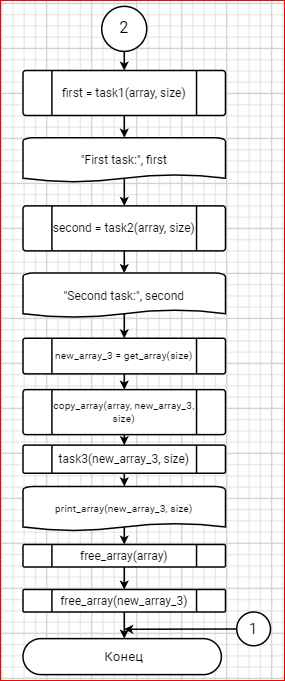 2
first = task1(array, size)
"First task:", first
second = task2(array, size)
"Second task:", second
new_array_3 = get_array(size)
copy_array(array, new_array_3,
size)
task3(new_array_3, size)
print_array(new_array_3, size)
free_array(array)
free_array(new_array_3)
1
Конец